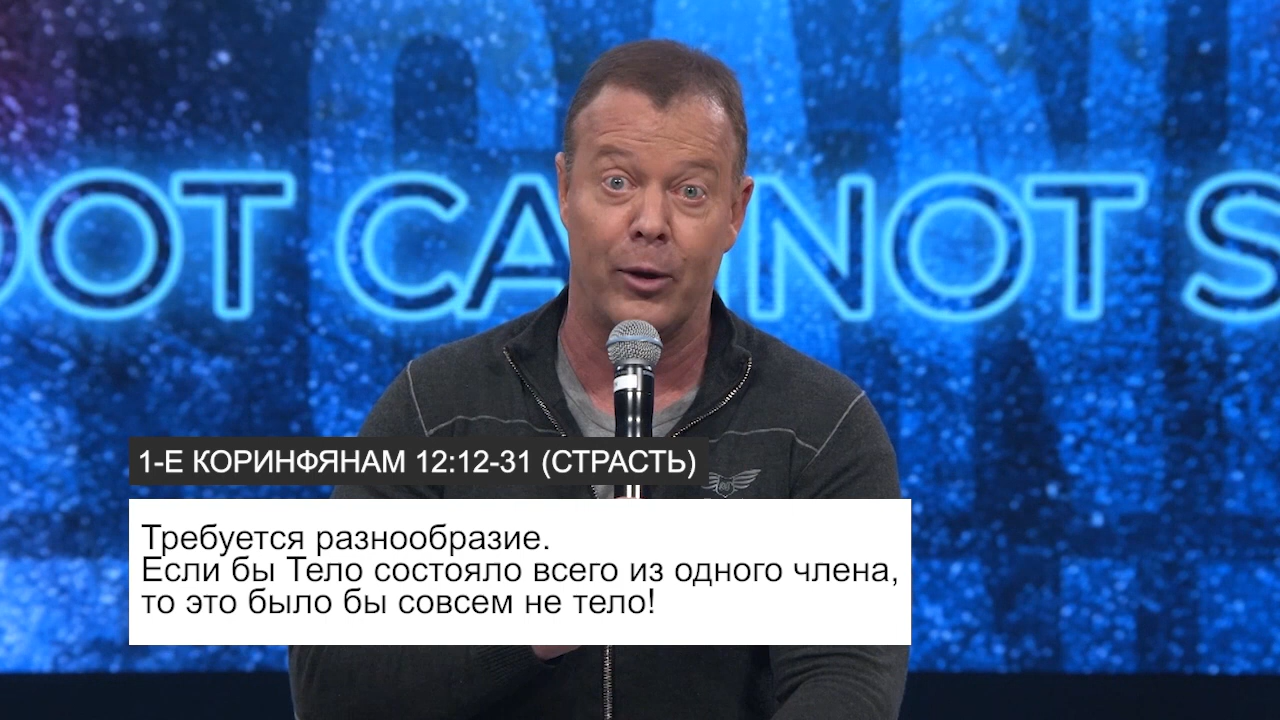 OOT CANNOT S
1-Е КОРИНФЯНАМ 12:12-31 (СТРАСТЬ)
Требуется разнообразие.
Если бы Тело состояло всего из одного члена,
то это было бы совсем не тело!